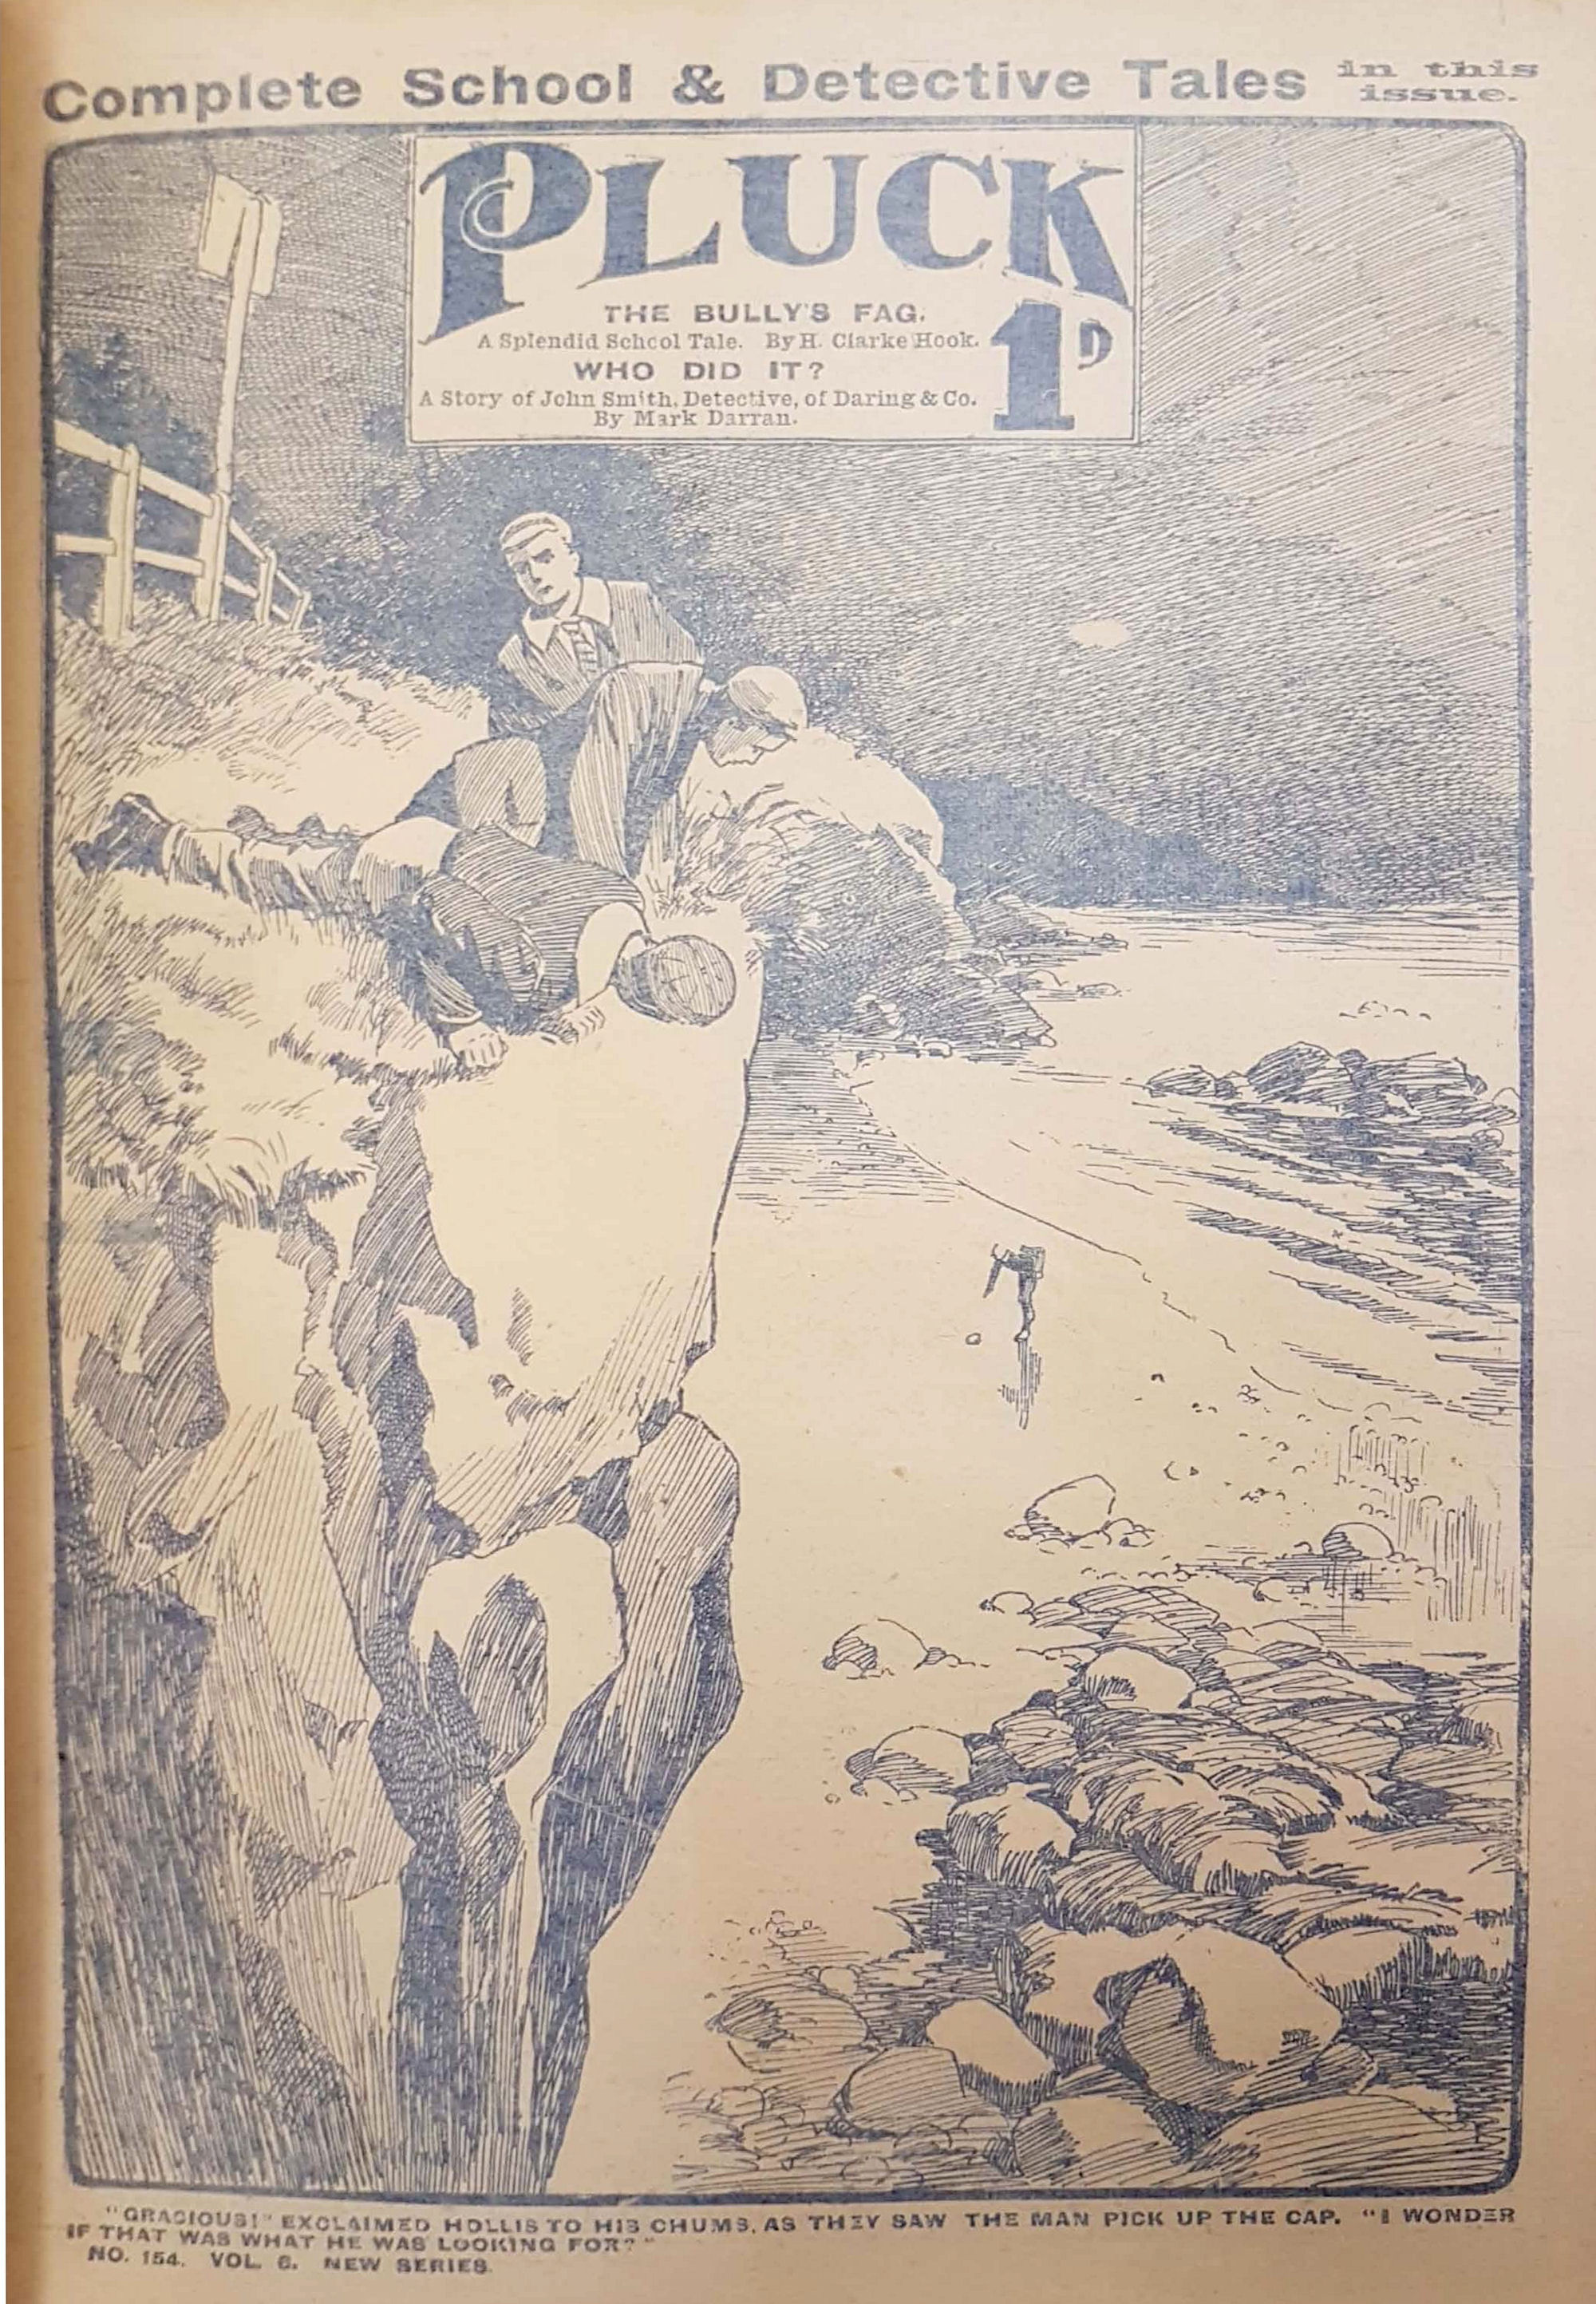 Complete School & Detective Tales in this issue.
PLUCK
1D
THE BULLY'S FAG.
A Splendid School Tale. By H. Clarke Hook.
WHO DID IT?
A Story of John Smith, Detective, of Daring & Co.
By Mark Darran.
"GRACIOUS!" EXCLAIMED HOLLIS TO HIS CHUMS, AS THEY SAW THE MAN PICK UP THE CAP. "I WONDER
IF THAT WAS WHAT HE WAS LOOKING FOR?"
NO. 154. VOL. 6. NEW SERIES.